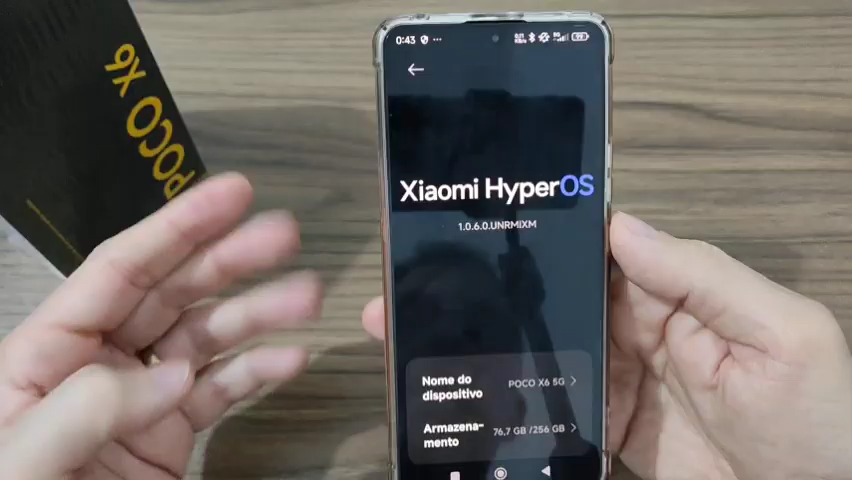 POCO X6
0:43
99
Xiaomi HyperOS
1.0.6.0.UNRMIXM
Nome do
dispositivo
POCO X6 5G
Armazena-
mento
76,7 GB /256 GB